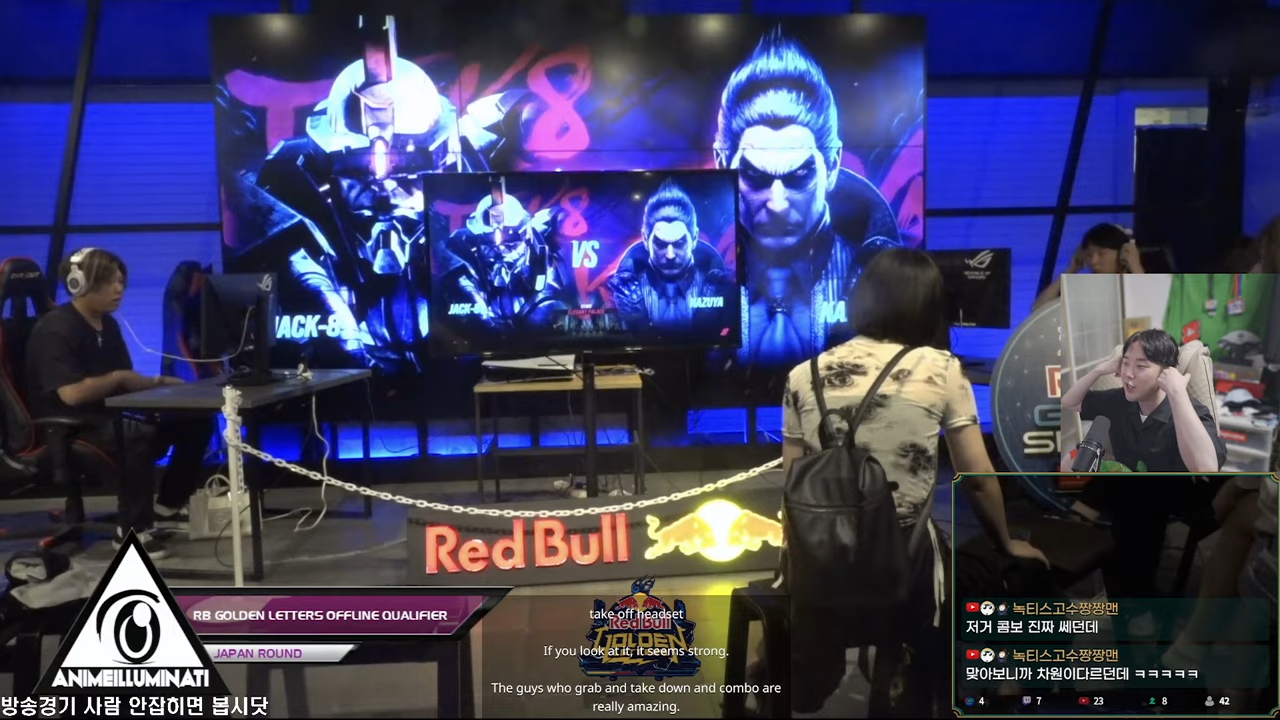 8
JACK-8
KA
8
VS
JACK-8
KAZUYA
RedBull
RB GOLDEN LETTERS OFFLINE QUALIFIER
JAPAN ROUND
ANIMEILLUMINATI
방송경기 사람 안잡히면 봅시닷
take off headset
Red Bull
GOLDEN
If you look at it, it seems strong.
The guys who grab and take down and combo are
really amazing.
녹티스고수짱짱맨
저거 콤보 진짜 쎄던데
녹티스고수짱짱맨
맞아보니까 차원이다르던데 ㅋㅋㅋㅋㅋ
4 7 23 8 42